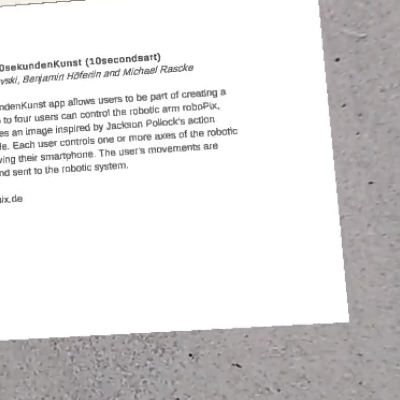 0sekundenKunst (10secondsart)
vski, Benjamin Höferlin and Michael Raschke
ndenKunst app allows users to be part of creating a
to four users can control the robotic arm roboPix,
es an image inspired by Jackson Pollock's action
le. Each user controls one or more axes of the robotic
ving their smartphone. The user's movements are
nd sent to the robotic system.
ix.de